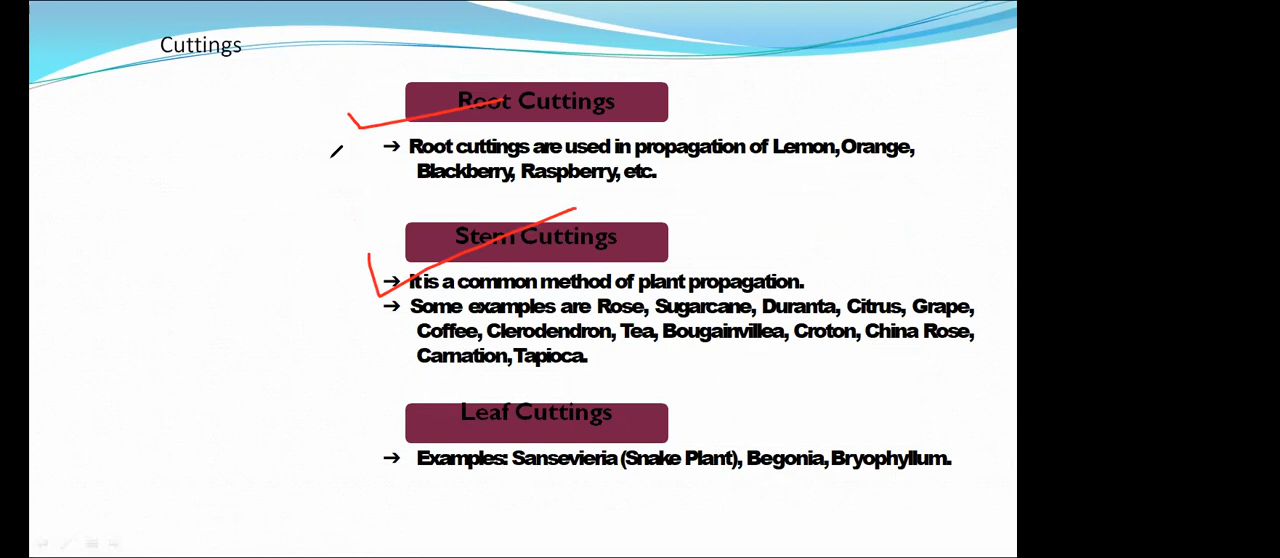 Cuttings
Root Cuttings
➔ Root cuttings are used in propagation of Lemon, Orange,
Blackberry, Raspberry, etc.
Stem Cuttings
➔ It is a common method of plant propagation.
➔ Some examples are Rose, Sugarcane, Duranta, Citrus, Grape,
Coffee, Clerodendron, Tea, Bougainvillea, Croton, China Rose,
Carnation, Tapioca.
Leaf Cuttings
➔ Examples: Sansevieria (Snake Plant), Begonia, Bryophyllum.